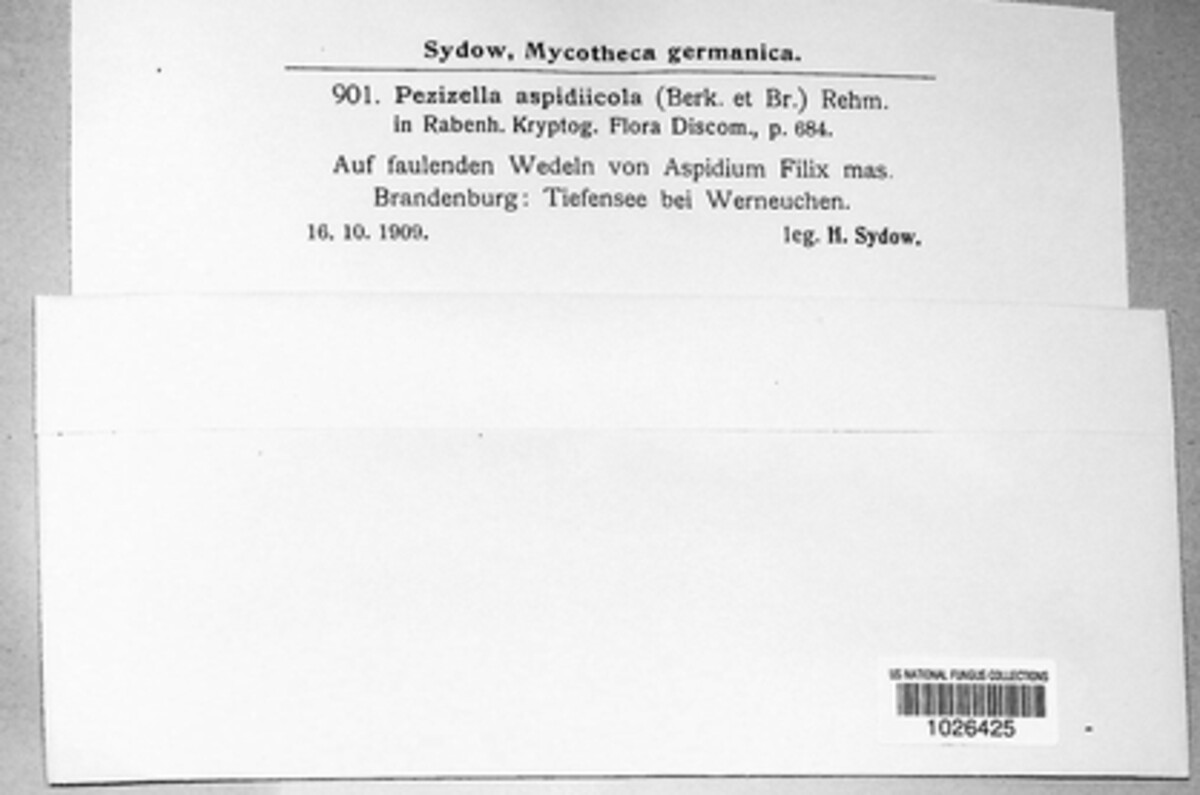 Sydow, Mycotheca germanica.
901. Pezizella aspidiicola (Berk. et Br.) Rehm.
in Rabenh. Kryptog. Flora Discom., p. 684.
Auf faulenden Wedeln von Aspidium Filix mas.
Brandenburg: Tiefensee bei Werneuchen.
16. 10. 1909. leg. H. Sydow.
US NATIONAL FUNGUS COLLECTIONS
1026425